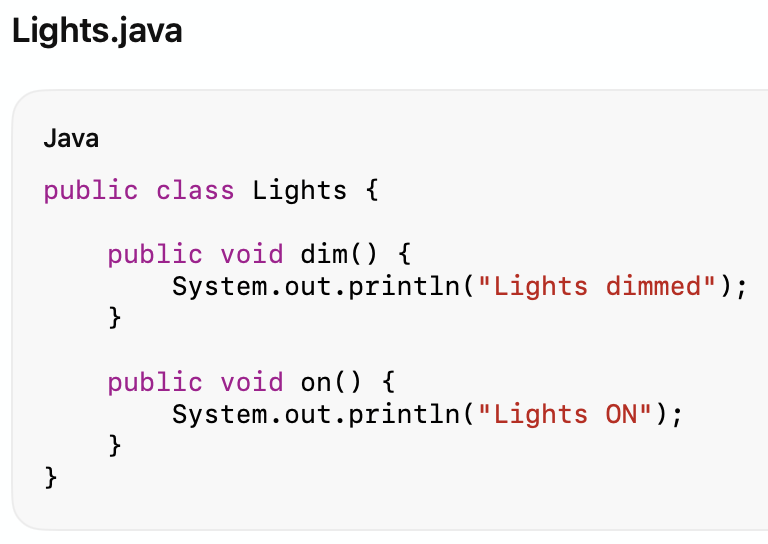 Lights.java
Java
public class Lights {
    public void dim() {
        System.out.println("Lights dimmed");
    }
    public void on() {
        System.out.println("Lights ON");
    }
}